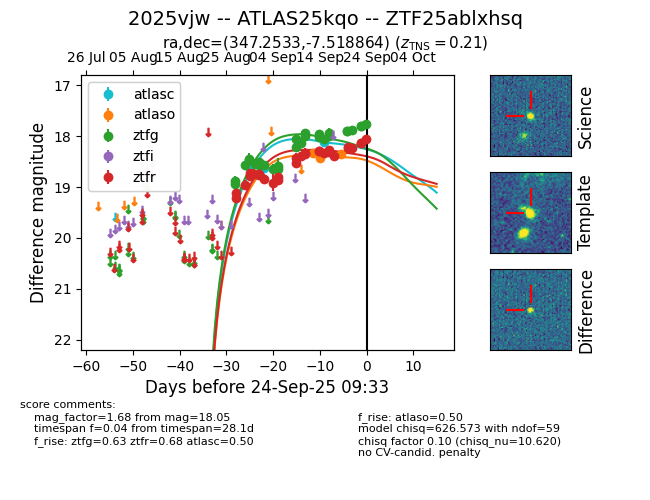 2025vjw -- ATLAS25kqo -- ZTF25ablxhsq
ra,dec=(347.2533,-7.518864) (z_TNS = 0.21)
26 Jul 05 Aug 15 Aug 25 Aug 04 Sep 14 Sep 24 Sep 04 Oct
atlasc
atlaso
ztfg
ztfi
ztfr
17
18
19
20
21
22
Difference magnitude
−60 −50 −40 −30 −20 −10 0 10
Days before 24-Sep-25 09:33
Science
Template
Difference
score comments:
mag_factor=1.68 from mag=18.05
timespan f=0.04 from timespan=28.1d
f_rise: ztfg=0.63 ztfr=0.68 atlasc=0.50
f_rise: atlaso=0.50
model chisq=626.573 with ndof=59
chisq factor 0.10 (chisq_nu=10.620)
no CV-candid. penalty